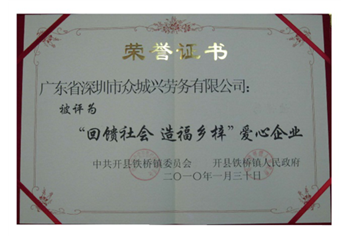 荣誉证书
广东省深圳市众城兴劳务有限公司：
被评为
“回馈社会 造福乡梓”爱心企业
中共开县铁桥镇委员会 开县铁桥镇人民政府
二〇一〇年一月三十日